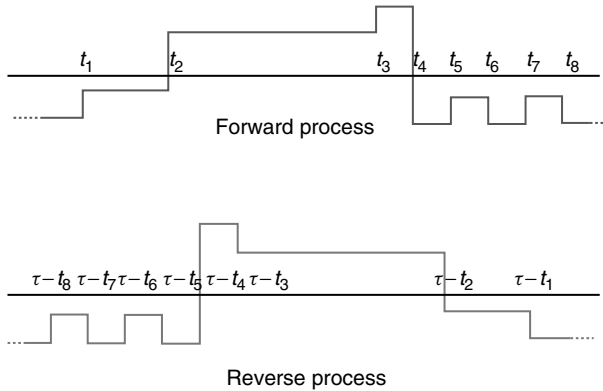 t1 t2 t3 t4 t5 t6 t7 t8
Forward process
τ−t8 τ−t7 τ−t6 τ−t5 τ−t4 τ−t3 τ−t2 τ−t1
Reverse process